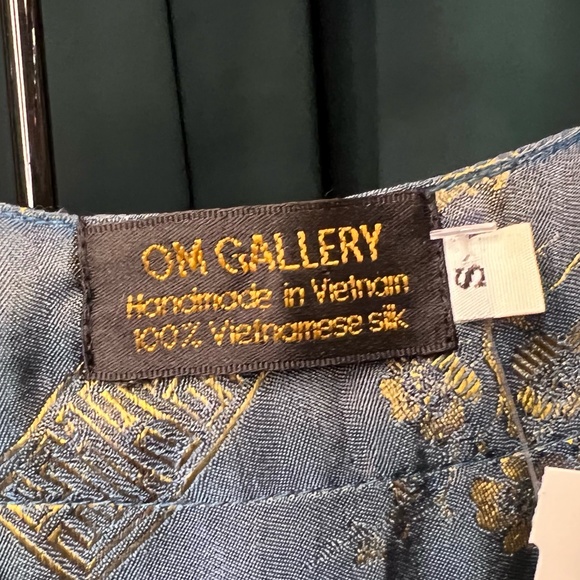 OM GALLERY
Handmade in Vietnam
100% Vietnamese silk
S